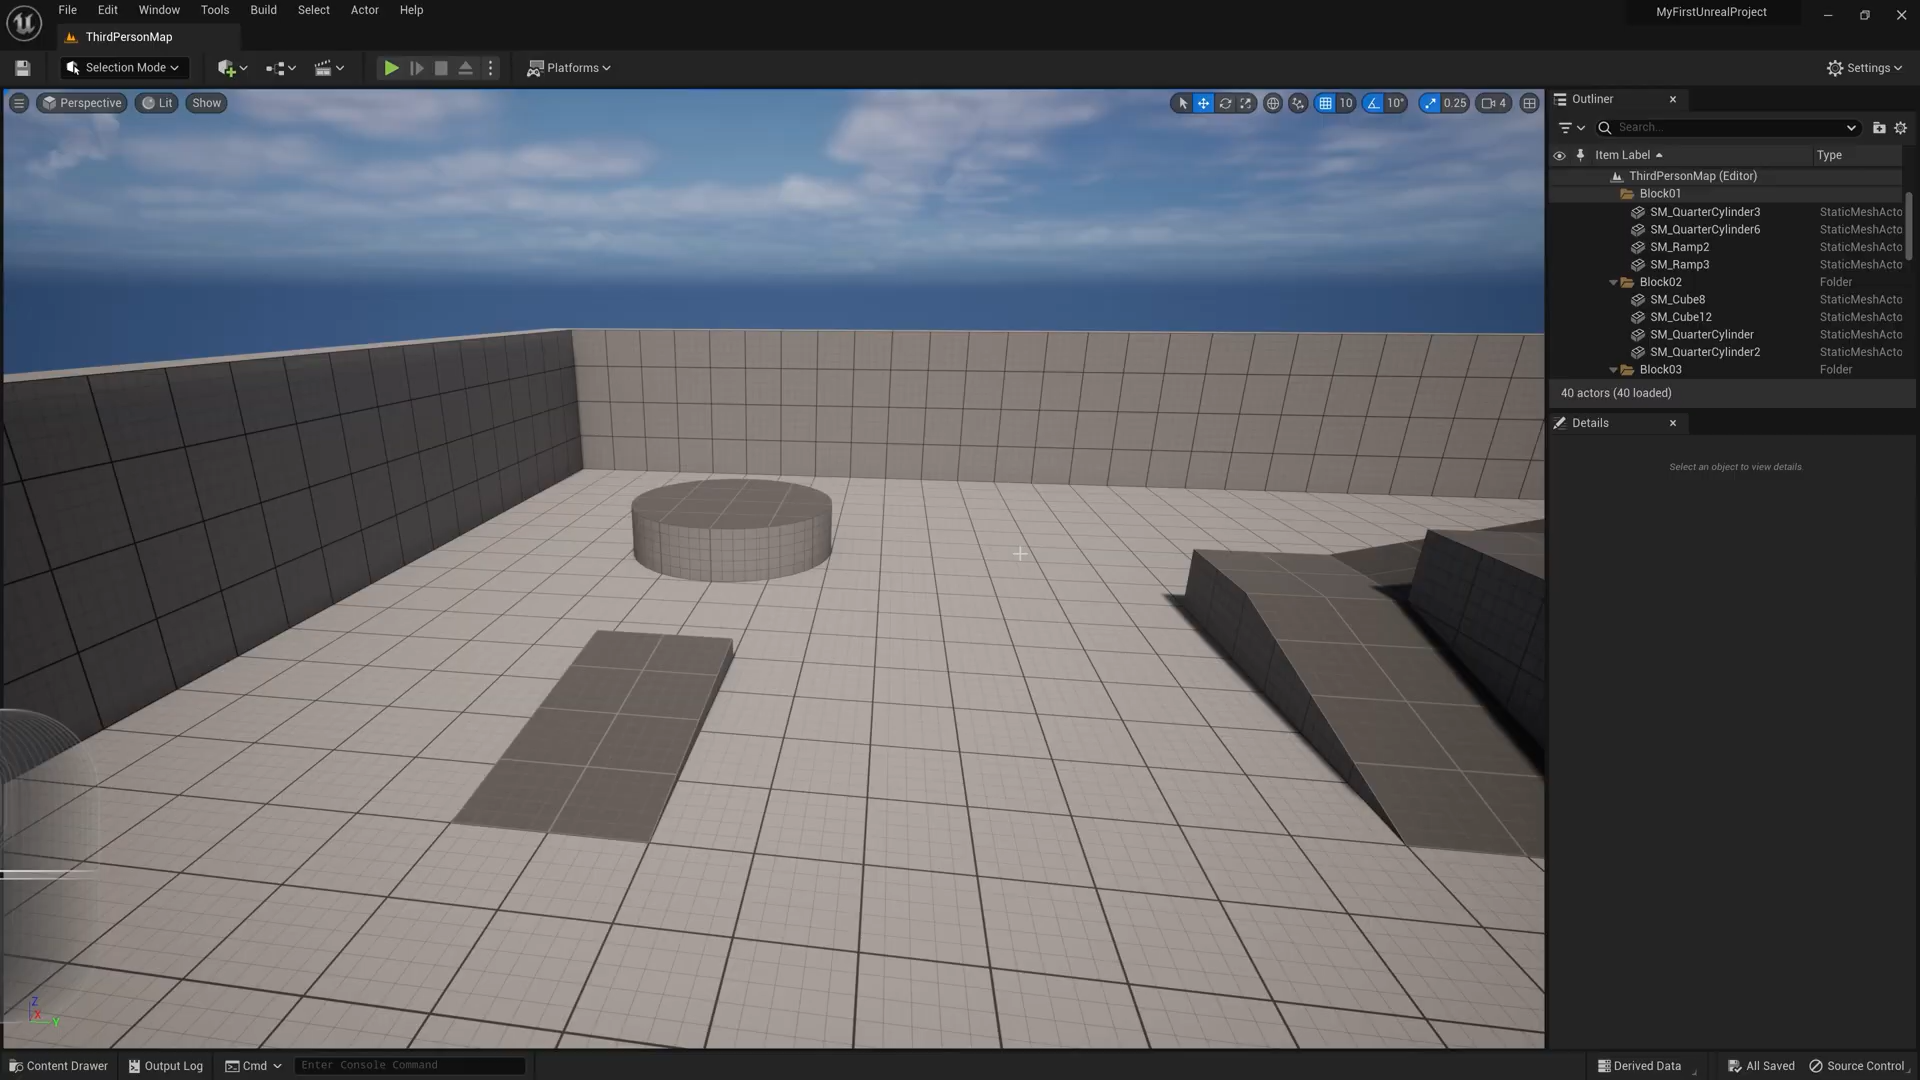 File Edit Window Tools Build Select Actor Help
MyFirstUnrealProject
ThirdPersonMap
Selection Mode
Platforms
Settings
Perspective Lit Show
10 10° 0.25 4
Outliner
Search...
Item Label Type
ThirdPersonMap (Editor)
Block01
SM_QuarterCylinder3 StaticMeshActo
SM_QuarterCylinder6 StaticMeshActo
SM_Ramp2 StaticMeshActo
SM_Ramp3 StaticMeshActo
Block02 Folder
SM_Cube8 StaticMeshActo
SM_Cube12 StaticMeshActo
SM_QuarterCylinder StaticMeshActo
SM_QuarterCylinder2 StaticMeshActo
Block03 Folder
40 actors (40 loaded)
Details
Select an object to view details.
Z
X
Y
Content Drawer Output Log Cmd Enter Console Command Derived Data All Saved Source Control